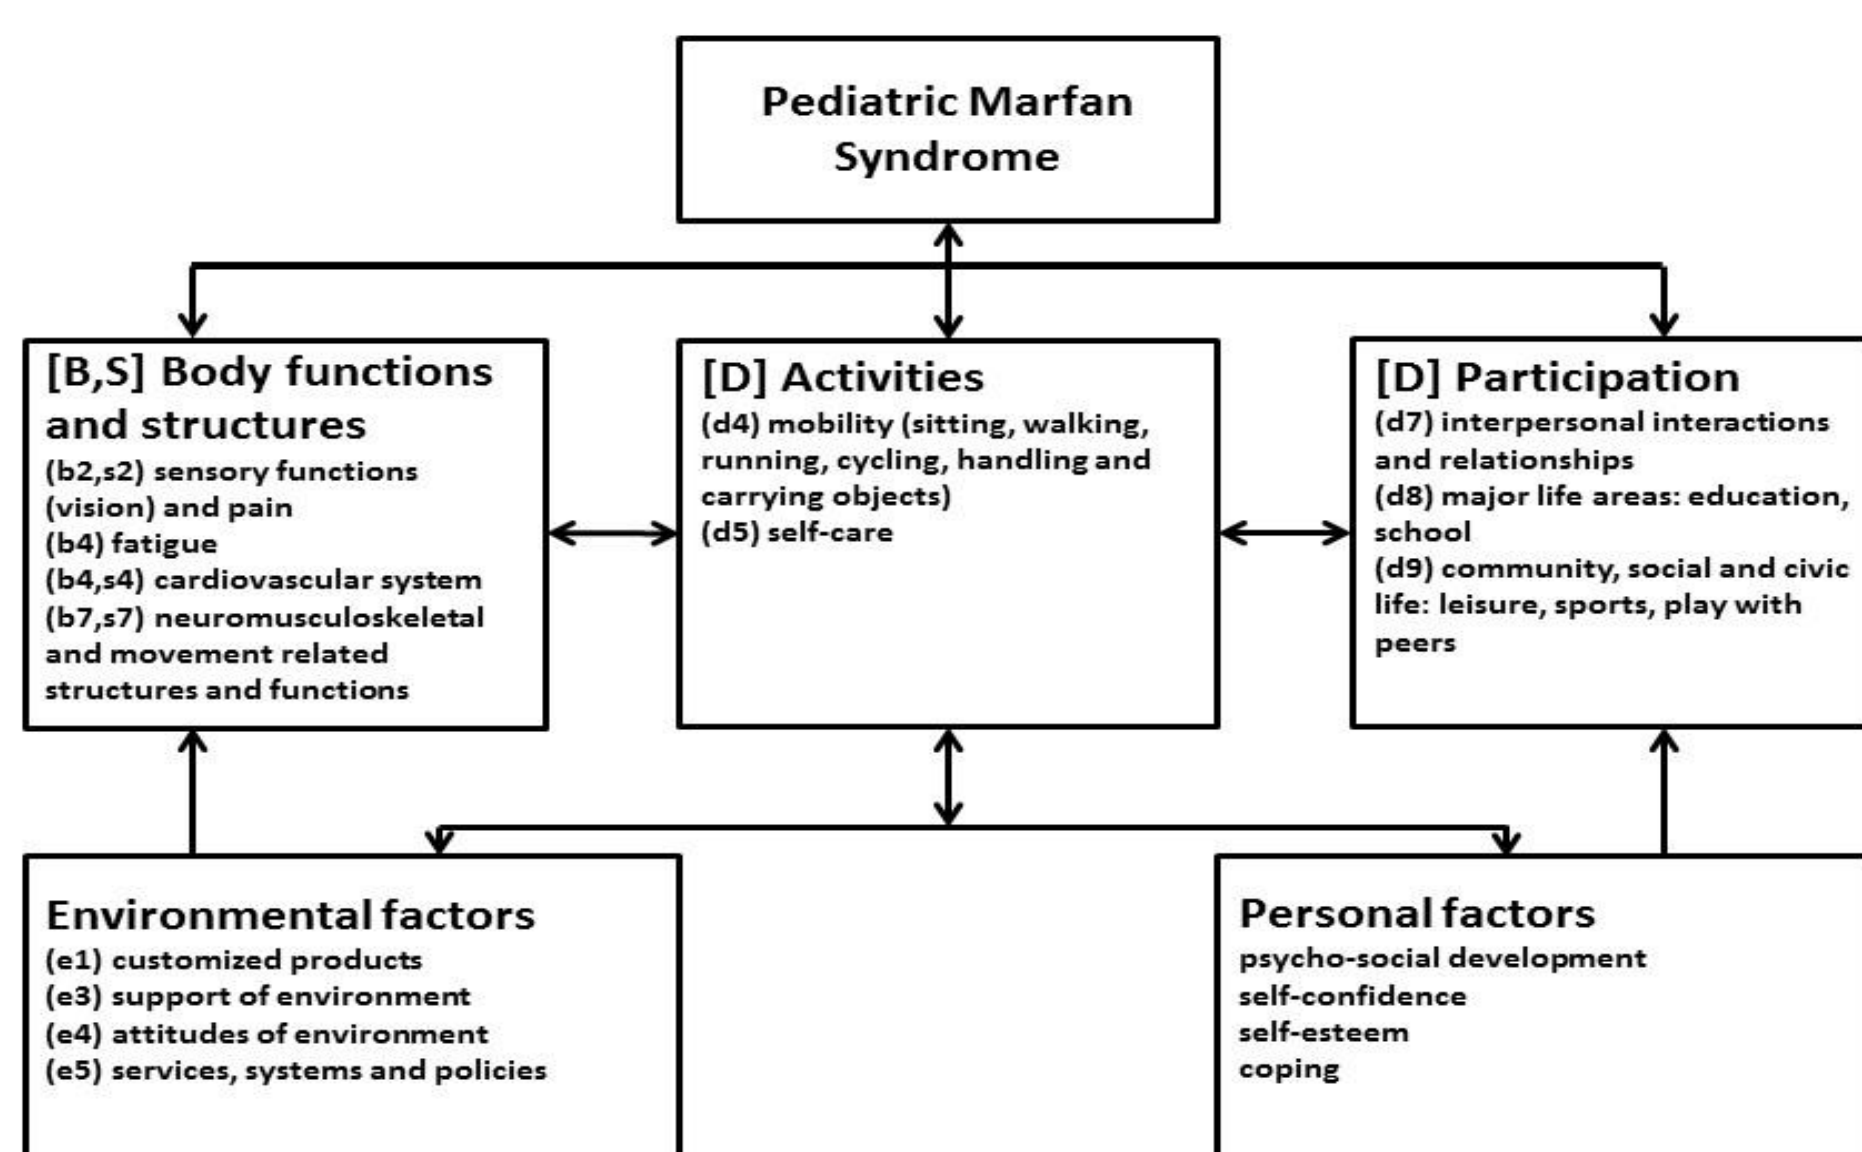 Pediatric Marfan
Syndrome
[B,S] Body functions
and structures
(b2,s2) sensory functions
(vision) and pain
(b4) fatigue
(b4,s4) cardiovascular system
(b7,s7) neuromusculoskeletal
and movement related
structures and functions
[D] Activities
(d4) mobility (sitting, walking,
running, cycling, handling and
carrying objects)
(d5) self-care
[D] Participation
(d7) interpersonal interactions
and relationships
(d8) major life areas: education,
school
(d9) community, social and civic
life: leisure, sports, play with
peers
Environmental factors
(e1) customized products
(e3) support of environment
(e4) attitudes of environment
(e5) services, systems and policies
Personal factors
psycho-social development
self-confidence
self-esteem
coping